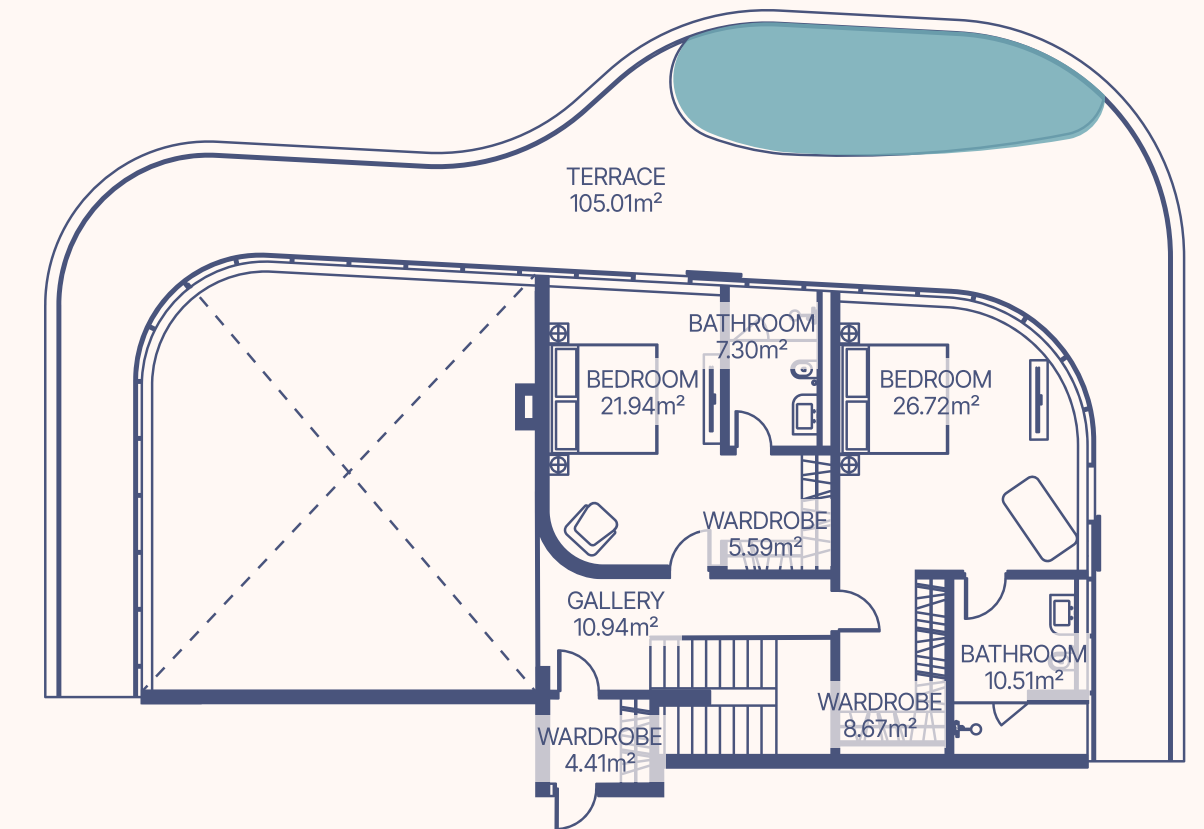 TERRACE
105.01m²
BATHROOM
7.30m²
BEDROOM
21.94m²
BEDROOM
26.72m²
WARDROBE
5.59m²
GALLERY
10.94m²
BATHROOM
10.51m²
WARDROBE
8.67m²
WARDROBE
4.41m²